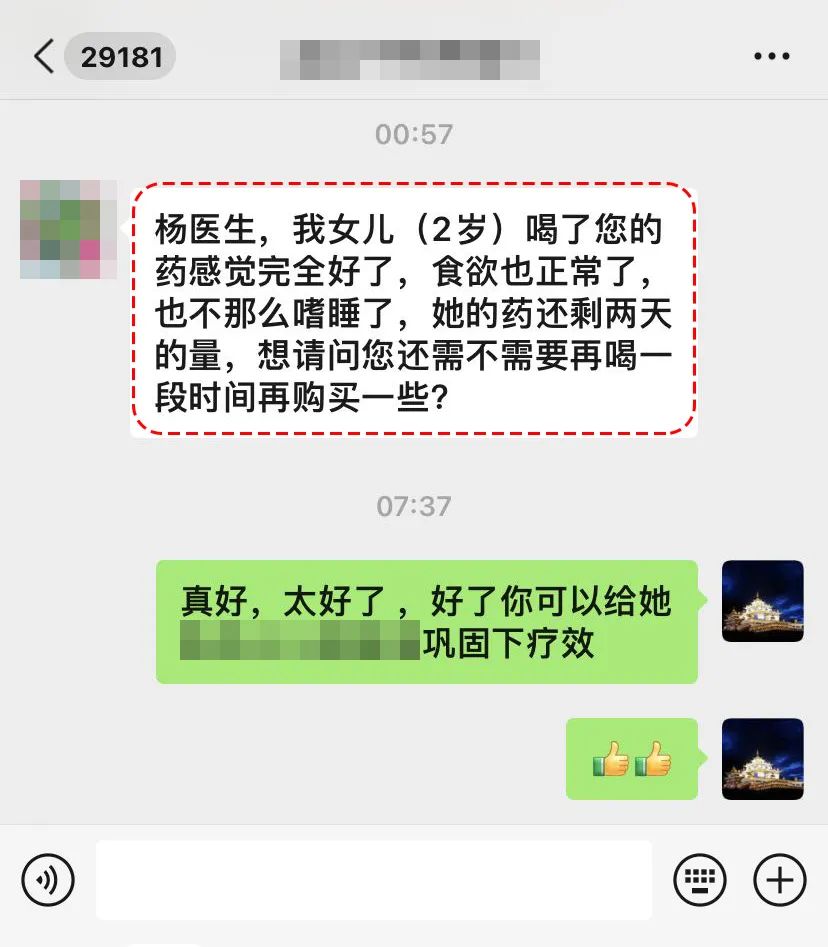 29181
00:57
杨医生，我女儿（2岁）喝了您的
药感觉完全好了，食欲也正常了，
也不那么嗜睡了，她的药还剩两天
的量，想请问您还需不需要再喝一
段时间再购买一些？
07:37
真好，太好了，好了你可以给她
巩固下疗效